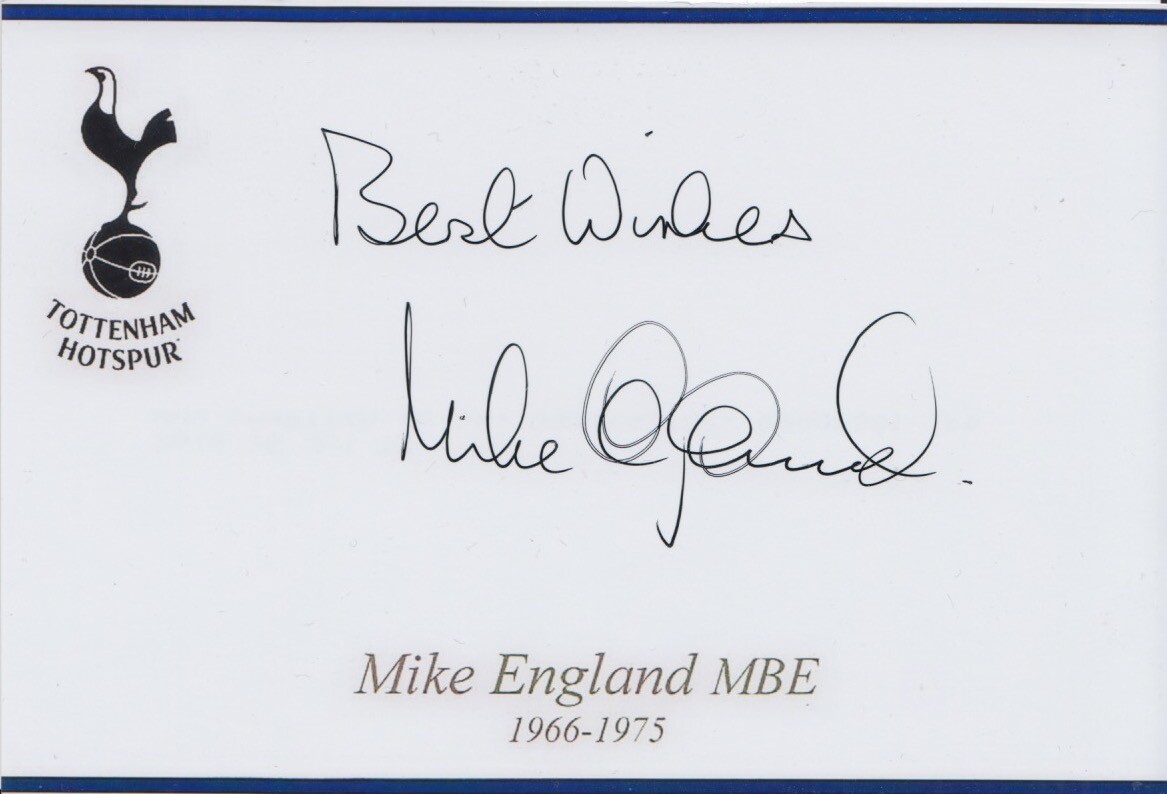 TOTTENHAM
HOTSPUR
Best Wishes
Mike England.
Mike England MBE
1966-1975